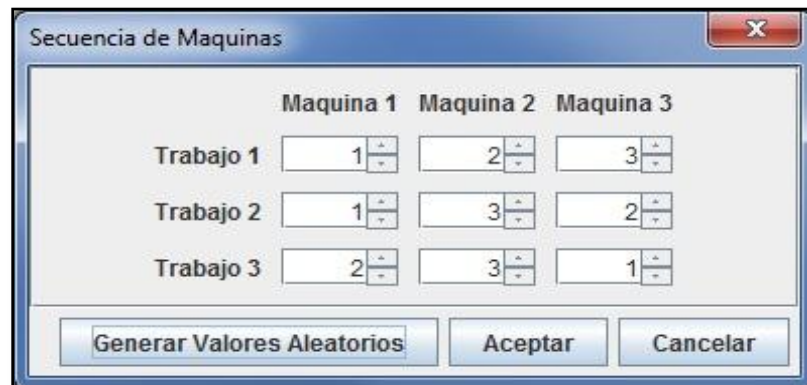 Secuencia de Maquinas
Maquina 1 Maquina 2 Maquina 3
Trabajo 1 1 2 3
Trabajo 2 1 3 2
Trabajo 3 2 3 1
Generar Valores Aleatorios Aceptar Cancelar